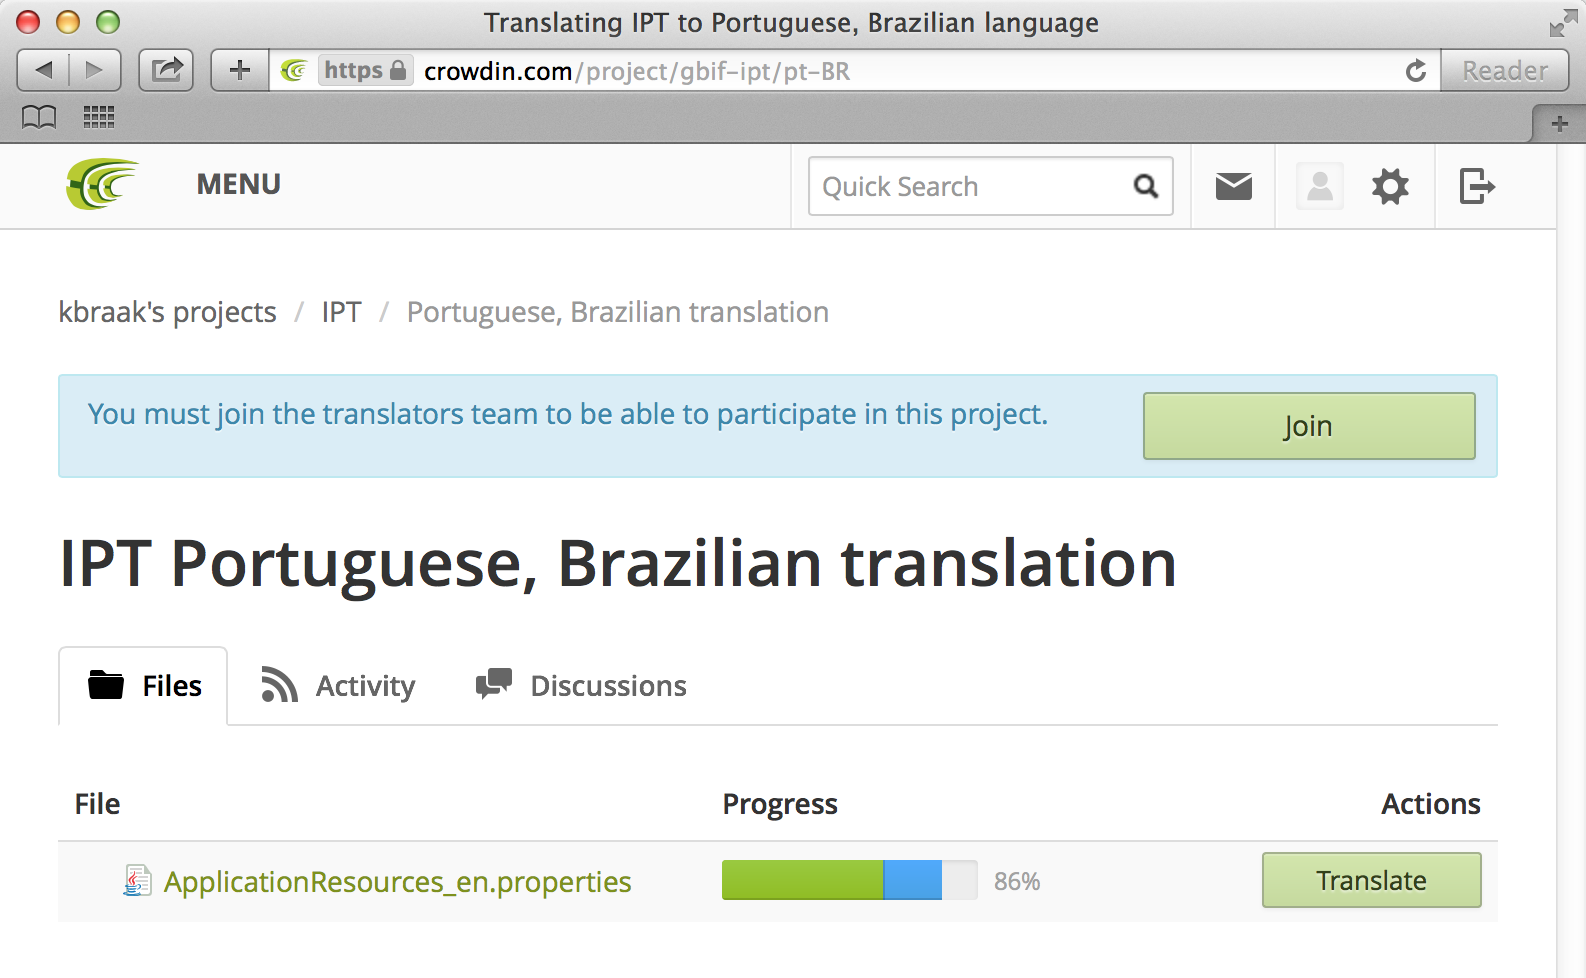 Translating IPT to Portuguese, Brazilian language
https crowdin.com/project/gbif-ipt/pt-BR
Reader
MENU
Quick Search
kbraak's projects / IPT / Portuguese, Brazilian translation
You must join the translators team to be able to participate in this project.
Join
IPT Portuguese, Brazilian translation
Files
Activity
Discussions
File
Progress
Actions
ApplicationResources_en.properties
86%
Translate